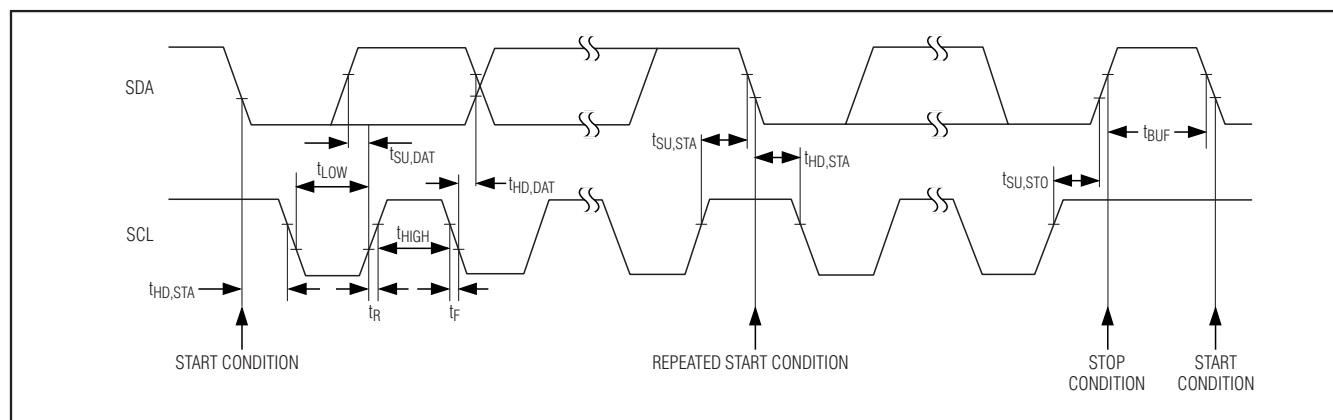 SDA
tSU,DAT
tLOW
tHD,DAT
tSU,STA
tHD,STA
tBUF
tSU,STO
SCL
tHIGH
tHD,STA
tR
tF
START CONDITION
REPEATED START CONDITION
STOP
CONDITION
START
CONDITION